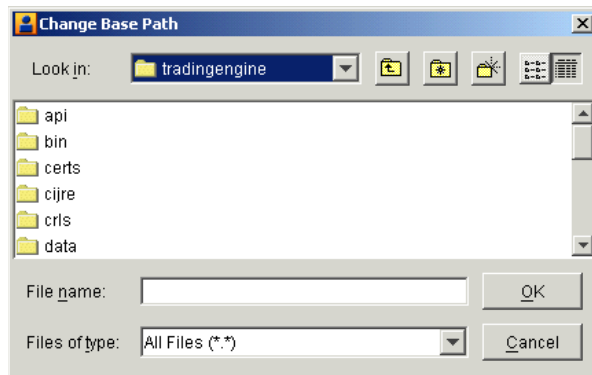 Change Base Path
Look in: tradingengine
api
bin
certs
cijre
crls
data
File name: OK
Files of type: All Files (*.*) Cancel